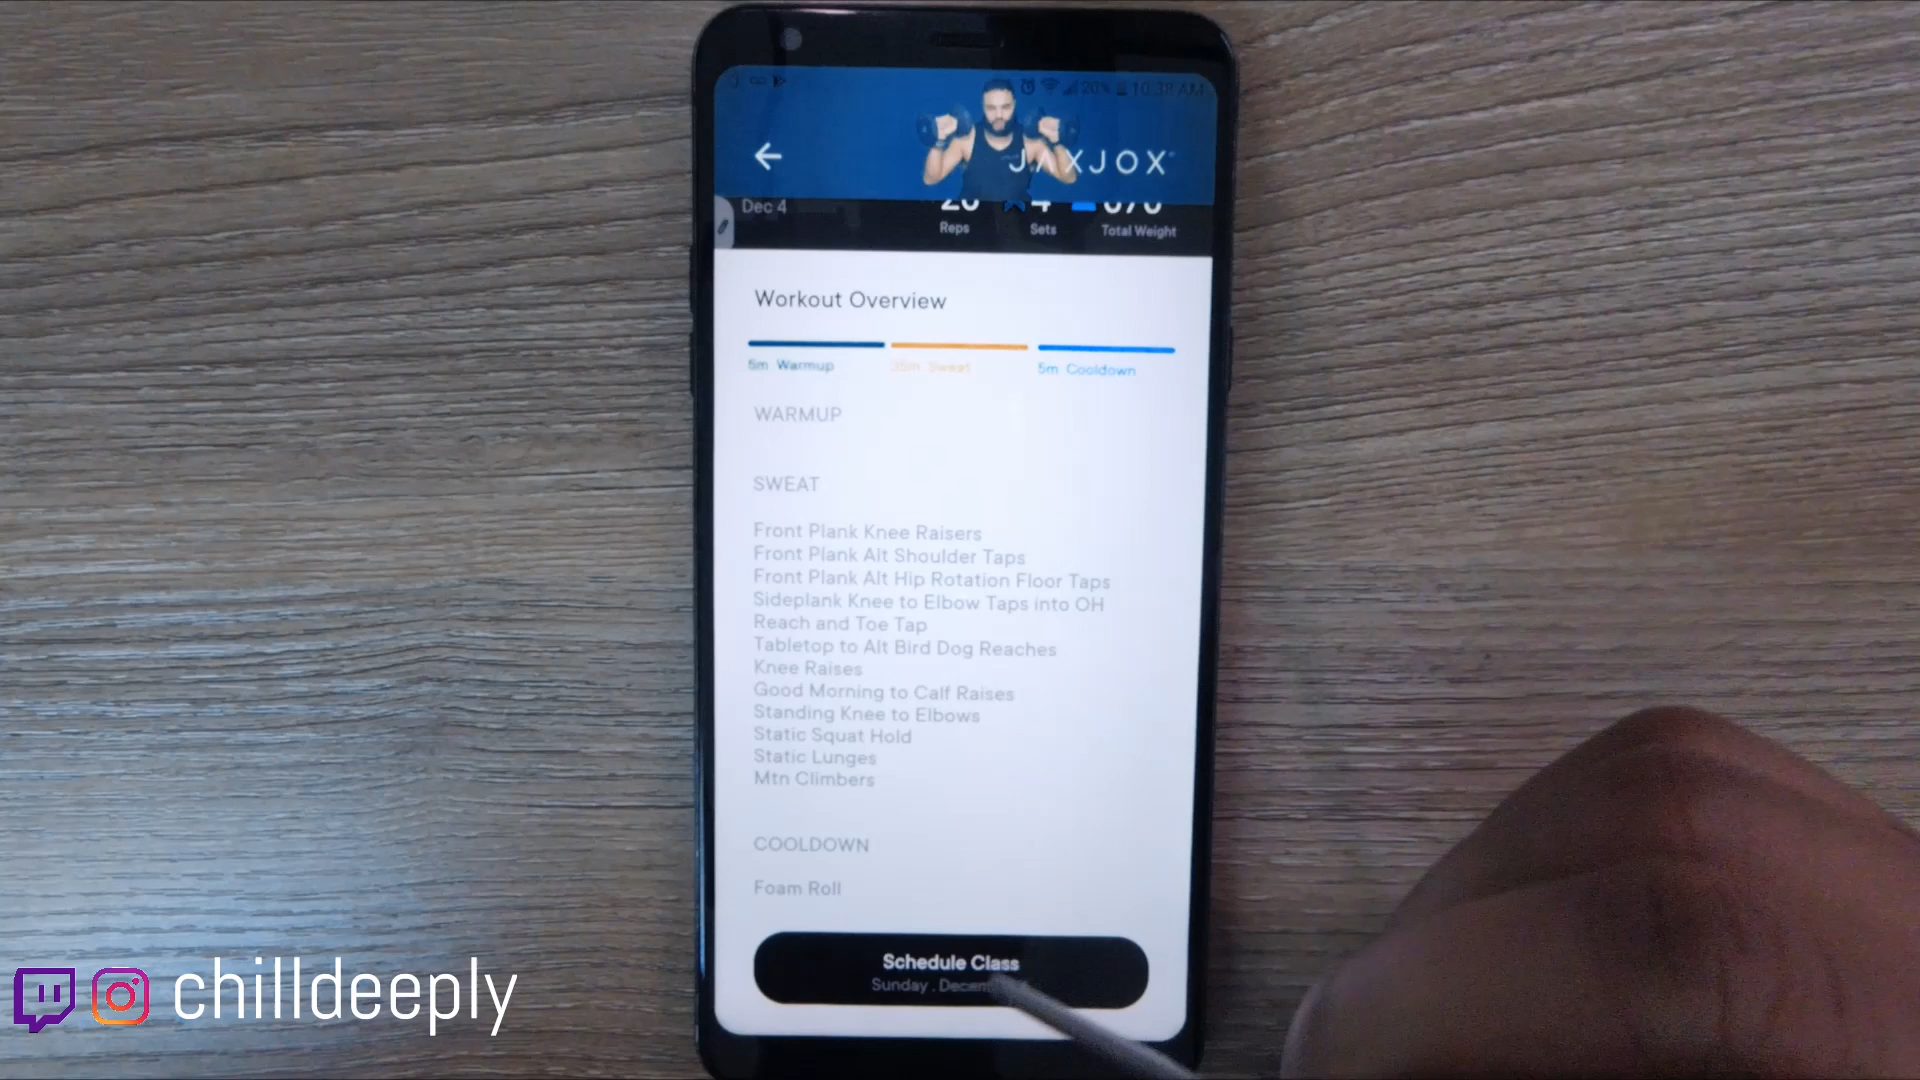 20% 10:38 AM
JAXJOX
Dec 4
Reps Sets Total Weight
Workout Overview
5m Warmup 35m Sweat 5m Cooldown
WARMUP
SWEAT
Front Plank Knee Raisers
Front Plank Alt Shoulder Taps
Front Plank Alt Hip Rotation Floor Taps
Sideplank Knee to Elbow Taps into OH
Reach and Toe Tap
Tabletop to Alt Bird Dog Reaches
Knee Raises
Good Morning to Calf Raises
Standing Knee to Elbows
Static Squat Hold
Static Lunges
Mtn Climbers
COOLDOWN
Foam Roll
Schedule Class
Sunday .
chilldeeply